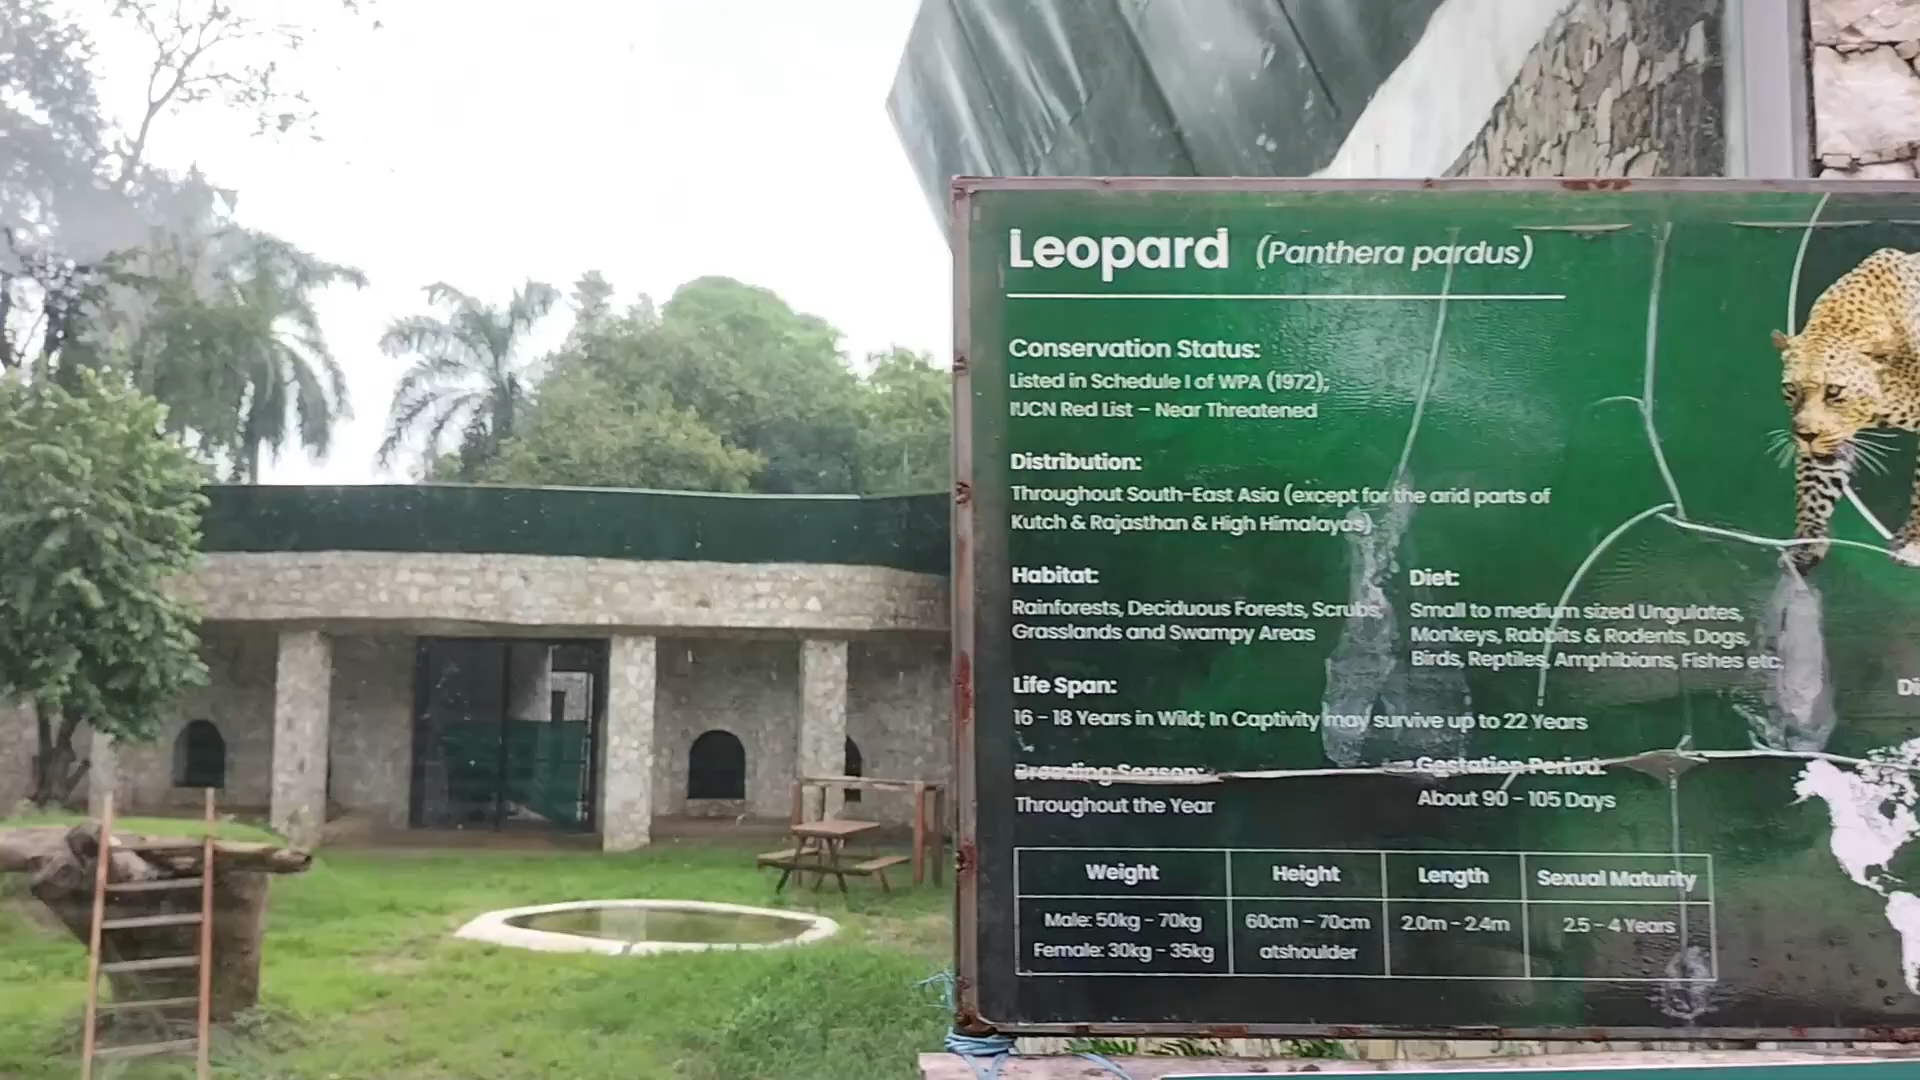 Leopard (Panthera pardus)
Conservation Status:
Listed in Schedule I of WPA (1972);
IUCN Red List – Near Threatened
Distribution:
Throughout South-East Asia (except for the arid parts of
Kutch & Rajasthan & High Himalayas)
Habitat:
Rainforests, Deciduous Forests, Scrubs,
Grasslands and Swampy Areas
Diet:
Small to medium sized Ungulates,
Monkeys, Rabbits & Rodents, Dogs,
Birds, Reptiles, Amphibians, Fishes etc.
Life Span:
16 - 18 Years in Wild; In Captivity may survive up to 22 Years
Breeding Season:
Throughout the Year
Gestation Period:
About 90 - 105 Days
Weight Height Length Sexual Maturity
Male: 50kg - 70kg 60cm – 70cm 2.0m - 2.4m 2.5 - 4 Years
Female: 30kg - 35kg atshoulder